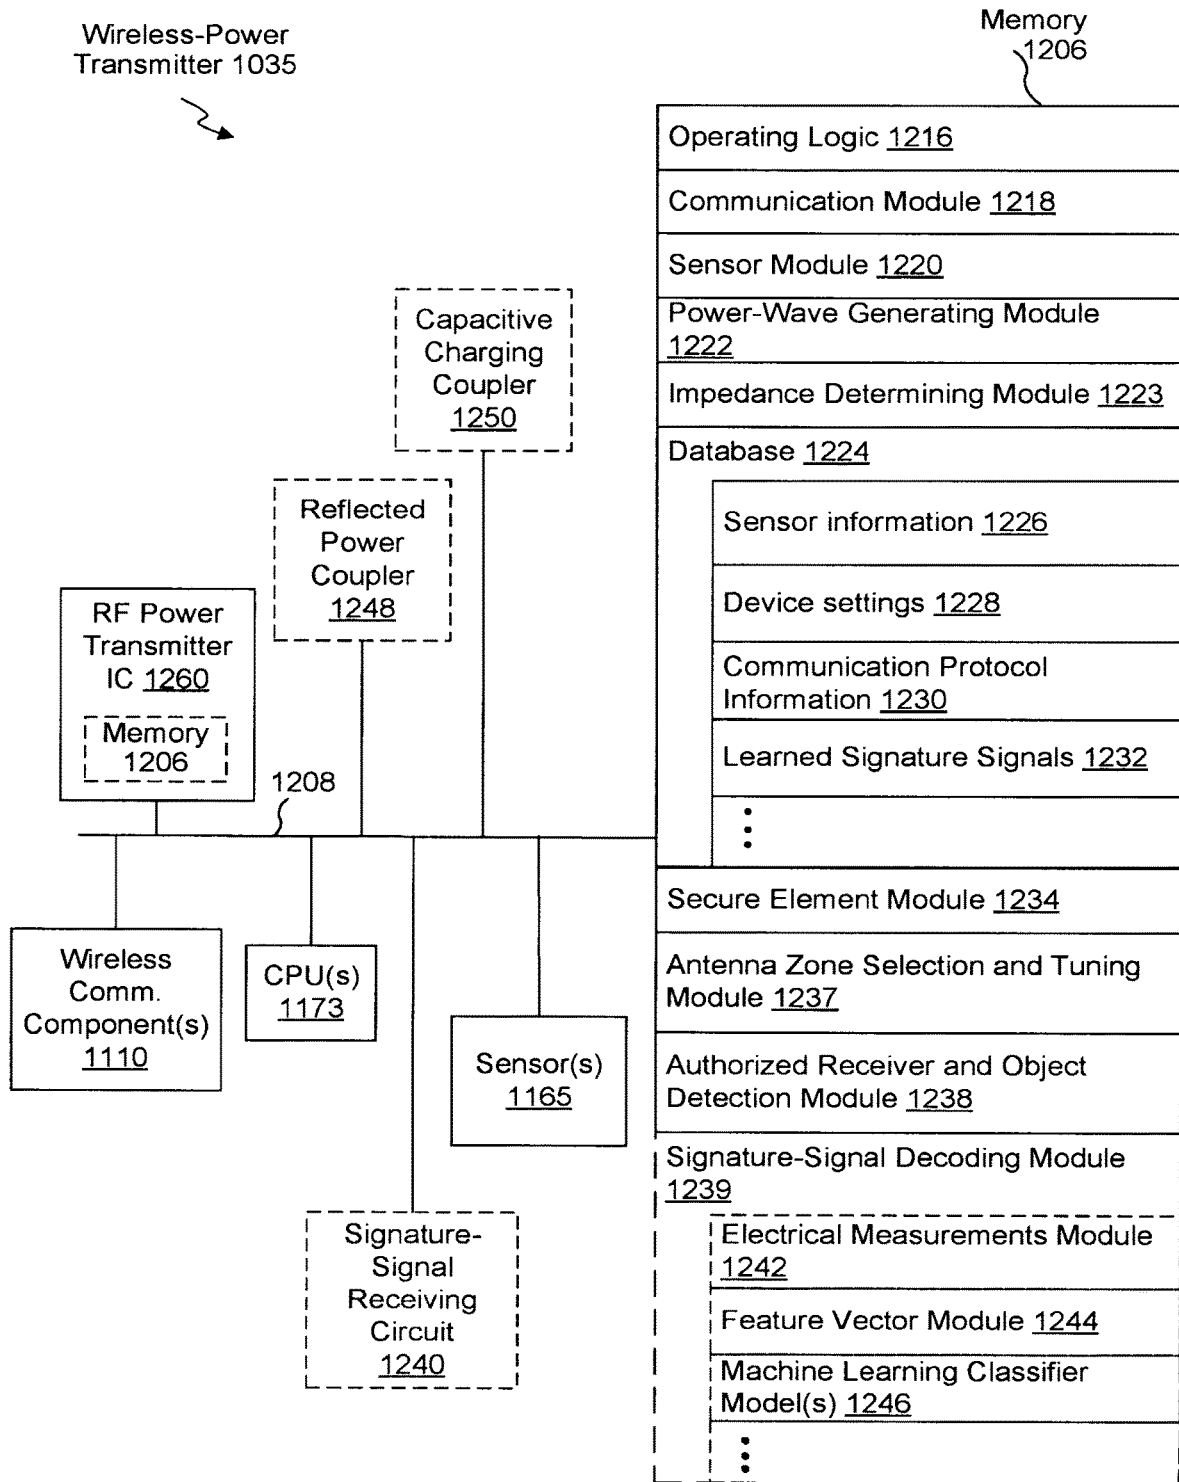 Wireless-Power
Transmitter 1035
Memory
1206
Operating Logic 1216
Communication Module 1218
Sensor Module 1220
Power-Wave Generating Module
1222
Impedance Determining Module 1223
Database 1224
Sensor information 1226
Device settings 1228
Communication Protocol
Information 1230
Learned Signature Signals 1232
Secure Element Module 1234
Antenna Zone Selection and Tuning
Module 1237
Authorized Receiver and Object
Detection Module 1238
Signature-Signal Decoding Module
1239
Electrical Measurements Module
1242
Feature Vector Module 1244
Machine Learning Classifier
Model(s) 1246
Capacitive
Charging
Coupler
1250
Reflected
Power
Coupler
1248
RF Power
Transmitter
IC 1260
Memory
1206
1208
Wireless
Comm.
Component(s)
1110
CPU(s)
1173
Sensor(s)
1165
Signature-
Signal
Receiving
Circuit
1240